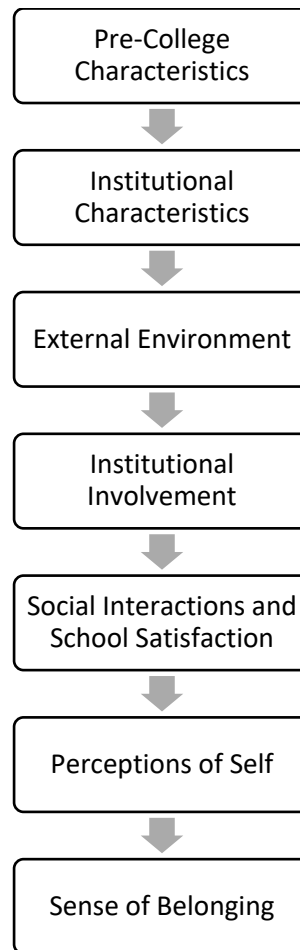 Pre-College
Characteristics
Institutional
Characteristics
External Environment
Institutional
Involvement
Social Interactions and
School Satisfaction
Perceptions of Self
Sense of Belonging